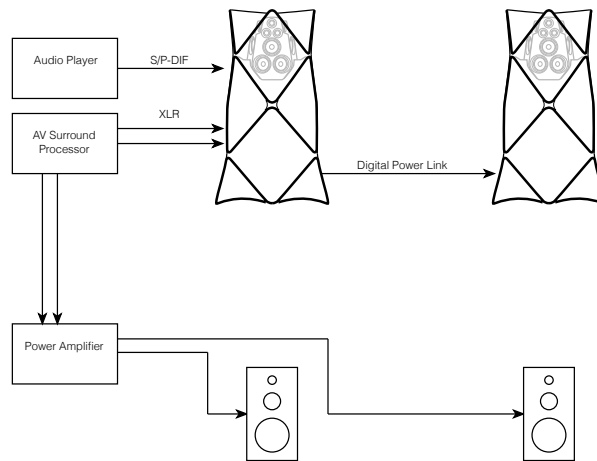 Audio Player
S/P-DIF
XLR
AV Surround
Processor
Digital Power Link
Power Amplifier